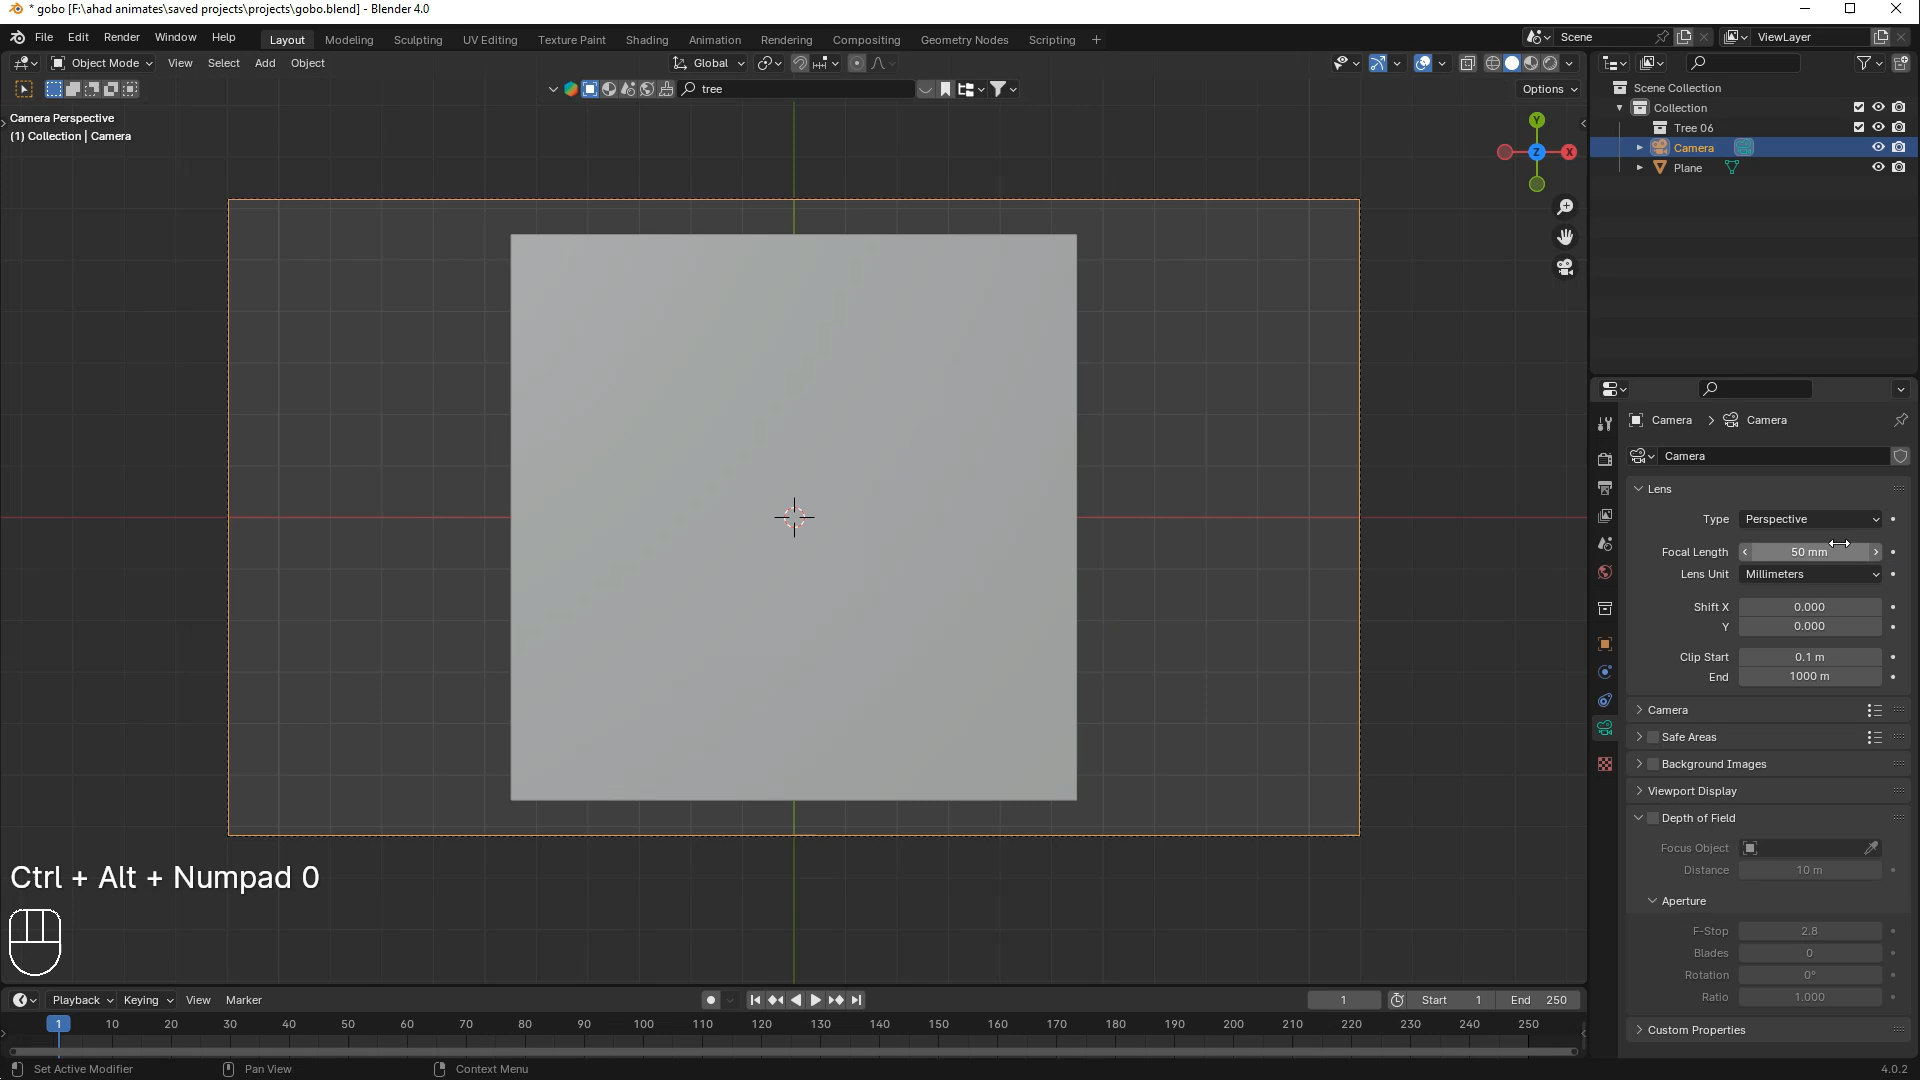 * gobo [F:\ahad animates\saved projects\projects\gobo.blend] - Blender 4.0
File Edit Render Window Help
Layout Modeling Sculpting UV Editing Texture Paint Shading Animation Rendering Compositing Geometry Nodes Scripting +
Scene
ViewLayer
Object Mode View Select Add Object
Global
tree
Options
Camera Perspective
(1) Collection | Camera
Y
Z
X
Scene Collection
Collection
Tree 06
Camera
Plane
Camera > Camera
Camera
Lens
Type Perspective
Focal Length 50 mm
Lens Unit Millimeters
Shift X 0.000
Y 0.000
Clip Start 0.1 m
End 1000 m
Camera
Safe Areas
Background Images
Viewport Display
Depth of Field
Focus Object
Distance 10 m
Aperture
F-Stop 2.8
Blades 0
Rotation 0°
Ratio 1.000
Custom Properties
Ctrl + Alt + Numpad 0
Playback Keying View Marker
1 Start 1 End 250
1 10 20 30 40 50 60 70 80 90 100 110 120 130 140 150 160 170 180 190 200 210 220 230 240 250
Set Active Modifier Pan View Context Menu
4.0.2